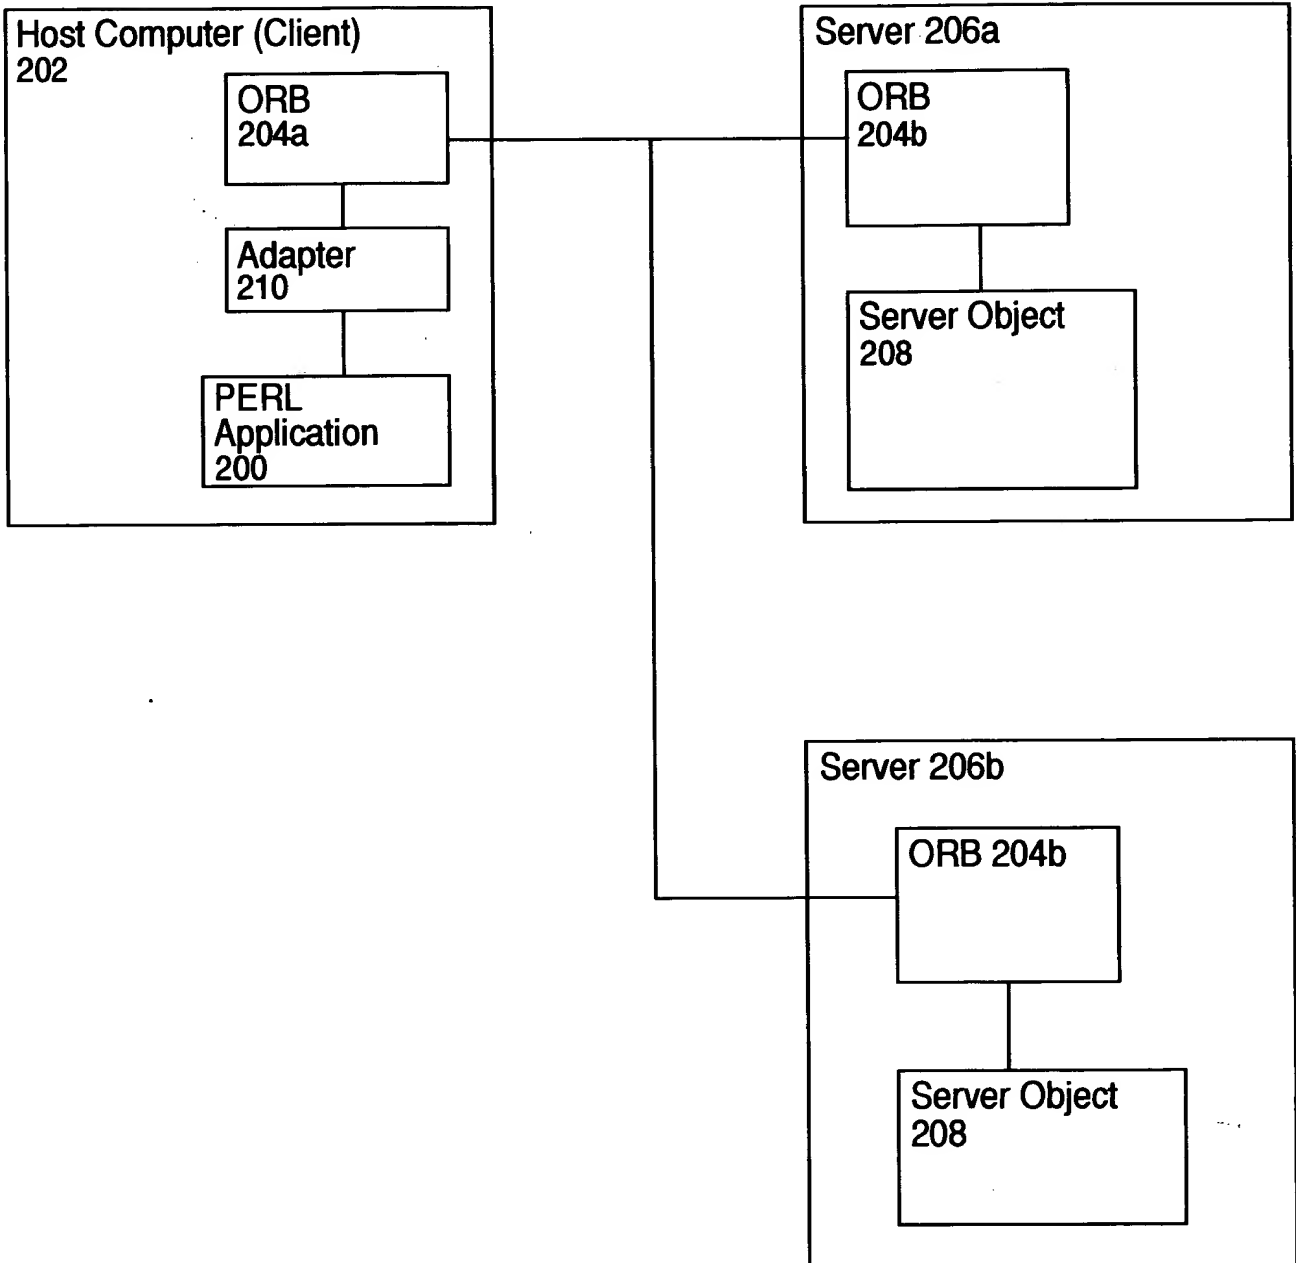 Host Computer (Client)
202
ORB
204a
Adapter
210
PERL
Application
200
Server 206a
ORB
204b
Server Object
208
Server 206b
ORB 204b
Server Object
208